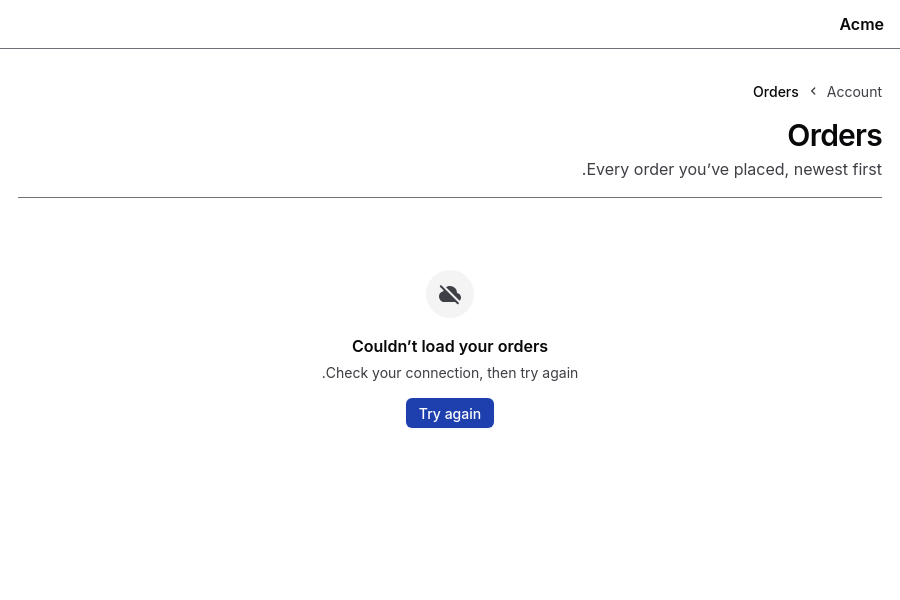 Acme
Account
Orders
Orders
Every order you’ve placed, newest first.
Couldn’t load your orders
Check your connection, then try again.
Try again